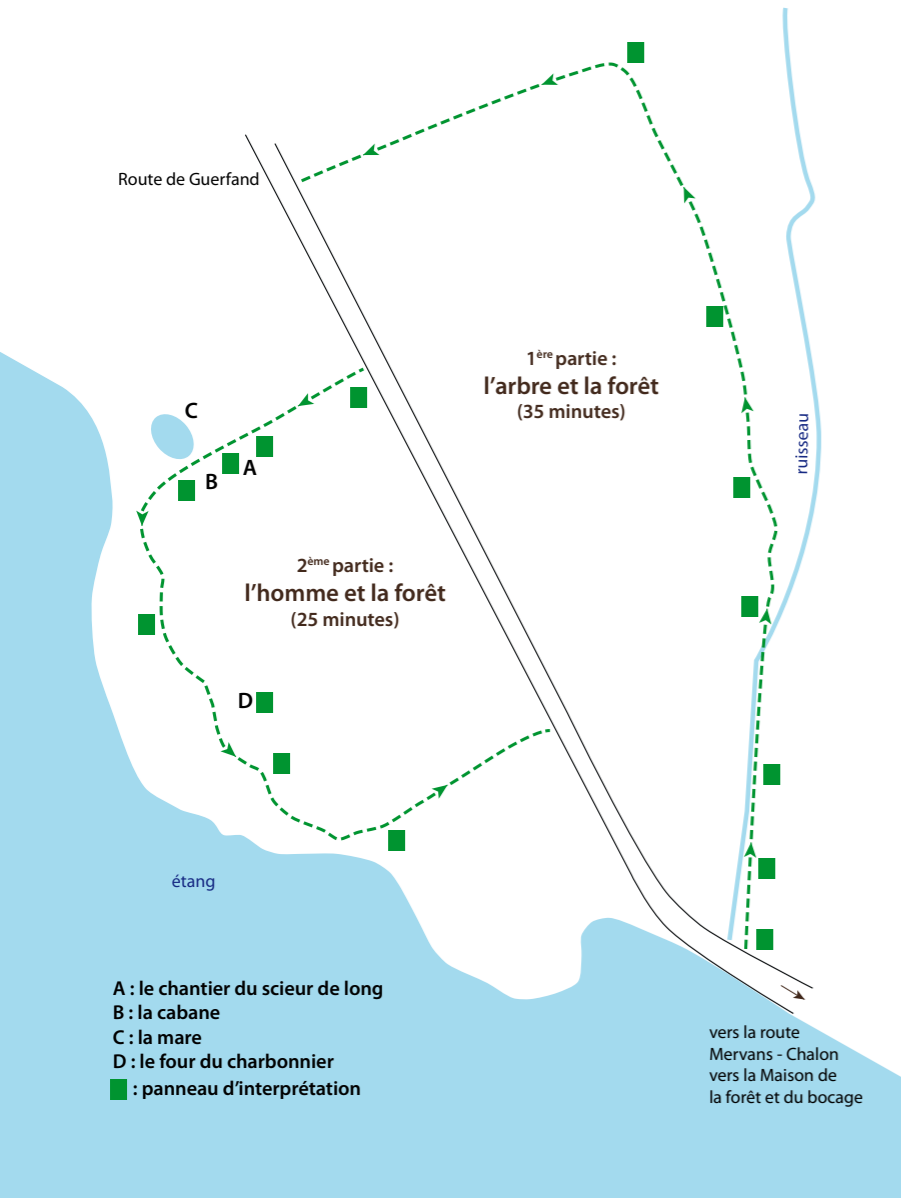 Route de Guerfand
1ère partie :
l'arbre et la forêt
(35 minutes)
C
ruisseau
A
B
2ème partie :
l'homme et la forêt
(25 minutes)
D
étang
A : le chantier du scieur de long
B : la cabane
C : la mare
D : le four du charbonnier
: panneau d'interprétation
vers la route
Mervans - Chalon
vers la Maison de
la forêt et du bocage